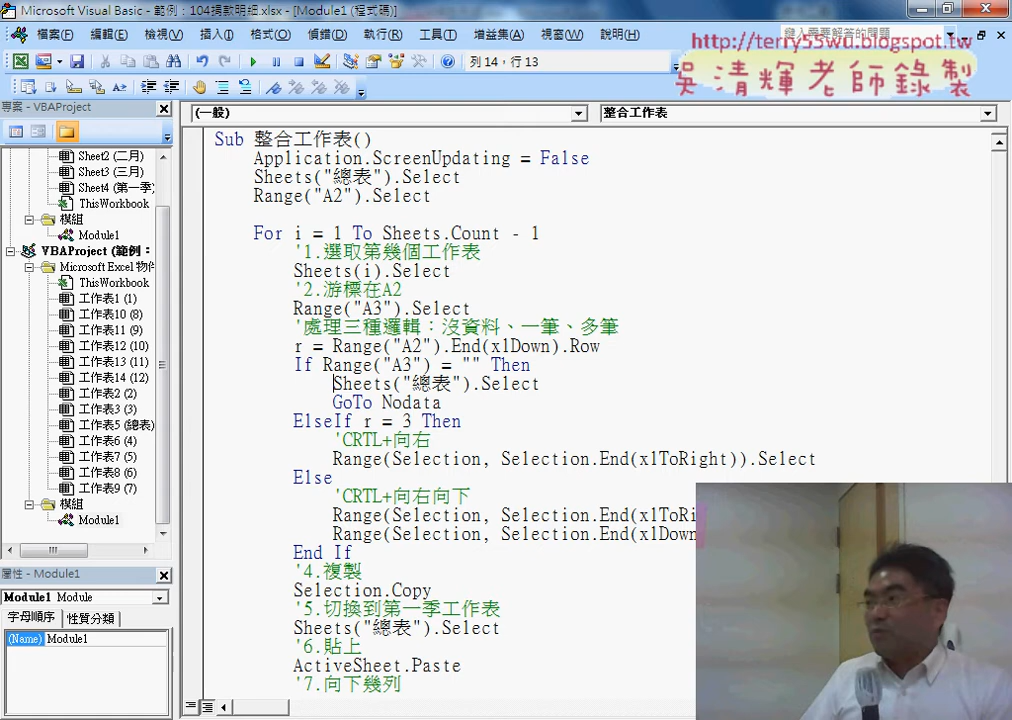 Microsoft Visual Basic - 範例：104捐款明細.xlsx - [Module1 (程式碼)]
檔案(F) 編輯(E) 檢視(V) 插入(I) 格式(O) 偵錯(D) 執行(R) 工具(T) 增益集(A) 視窗(W) 說明(H)
鍵入需要解答的問題
http://terry55wu.blogspot.tw
吳清輝老師錄製
列 14，行 13
專案 - VBAProject
(一般)
整合工作表
Sheet2 (二月)
Sheet3 (三月)
Sheet4 (第一季)
ThisWorkbook
模組
Module1
VBAProject (範例：
Microsoft Excel 物件
ThisWorkbook
工作表1 (1)
工作表10 (8)
工作表11 (9)
工作表12 (10)
工作表13 (11)
工作表14 (12)
工作表2 (2)
工作表3 (3)
工作表5 (總表)
工作表6 (4)
工作表7 (5)
工作表8 (6)
工作表9 (7)
模組
Module1
屬性 - Module1
Module1 Module
字母順序 性質分類
(Name) Module1
Sub 整合工作表()
Application.ScreenUpdating = False
Sheets("總表").Select
Range("A2").Select
For i = 1 To Sheets.Count - 1
'1.選取第幾個工作表
Sheets(i).Select
'2.游標在A2
Range("A3").Select
'處理三種邏輯：沒資料、一筆、多筆
r = Range("A2").End(xlDown).Row
If Range("A3") = "" Then
Sheets("總表").Select
GoTo Nodata
ElseIf r = 3 Then
'CRTL+向右
Range(Selection, Selection.End(xlToRight)).Select
Else
'CRTL+向右向下
Range(Selection, Selection.End(xlToRi
Range(Selection, Selection.End(xlDown
End If
'4.複製
Selection.Copy
'5.切換到第一季工作表
Sheets("總表").Select
'6.貼上
ActiveSheet.Paste
'7.向下幾列